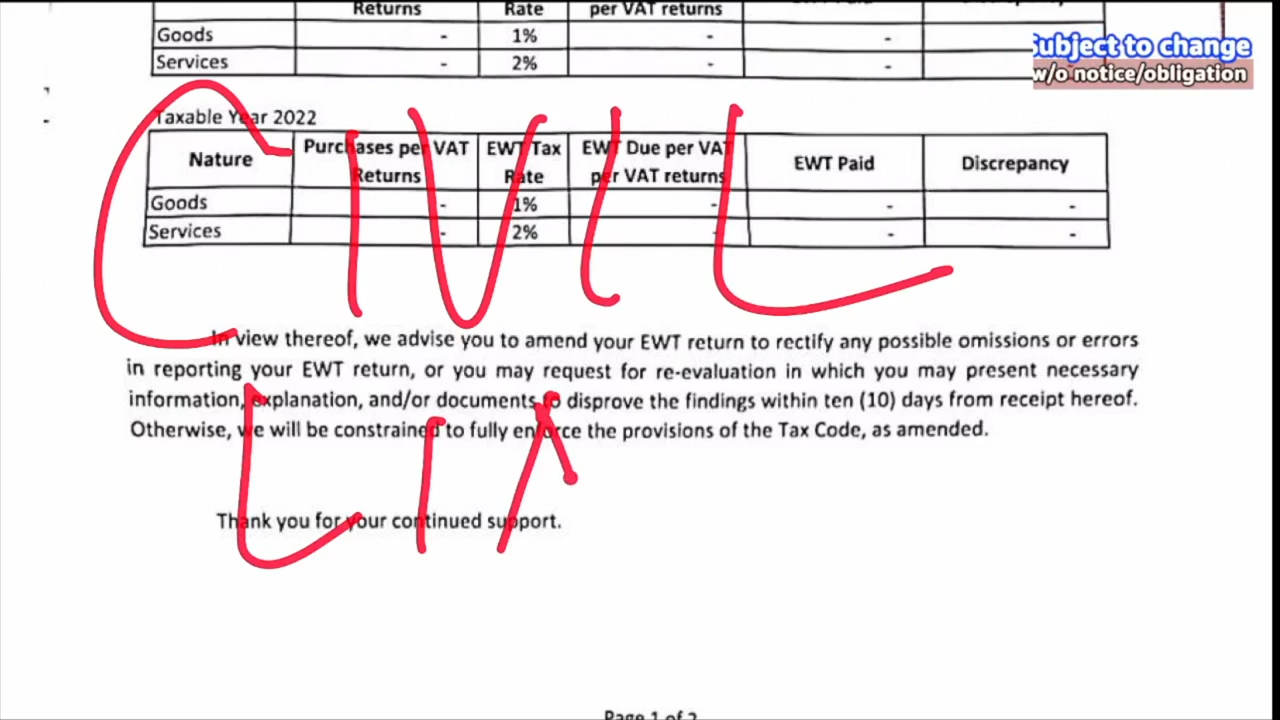 Returns Rate per VAT returns
Goods - 1% - - -
Services - 2% - -
Subject to change
w/o notice/obligation
Taxable Year 2022
Nature Purchases per VAT Returns EWT Tax Rate EWT Due per VAT per VAT returns EWT Paid Discrepancy
Goods - 1% - - -
Services - 2% - - -
CIVIL
In view thereof, we advise you to amend your EWT return to rectify any possible omissions or errors
in reporting your EWT return, or you may request for re-evaluation in which you may present necessary
information, explanation, and/or documents to disprove the findings within ten (10) days from receipt hereof.
Otherwise, we will be constrained to fully enforce the provisions of the Tax Code, as amended.
Thank you for your continued support.
Page 1 of 2